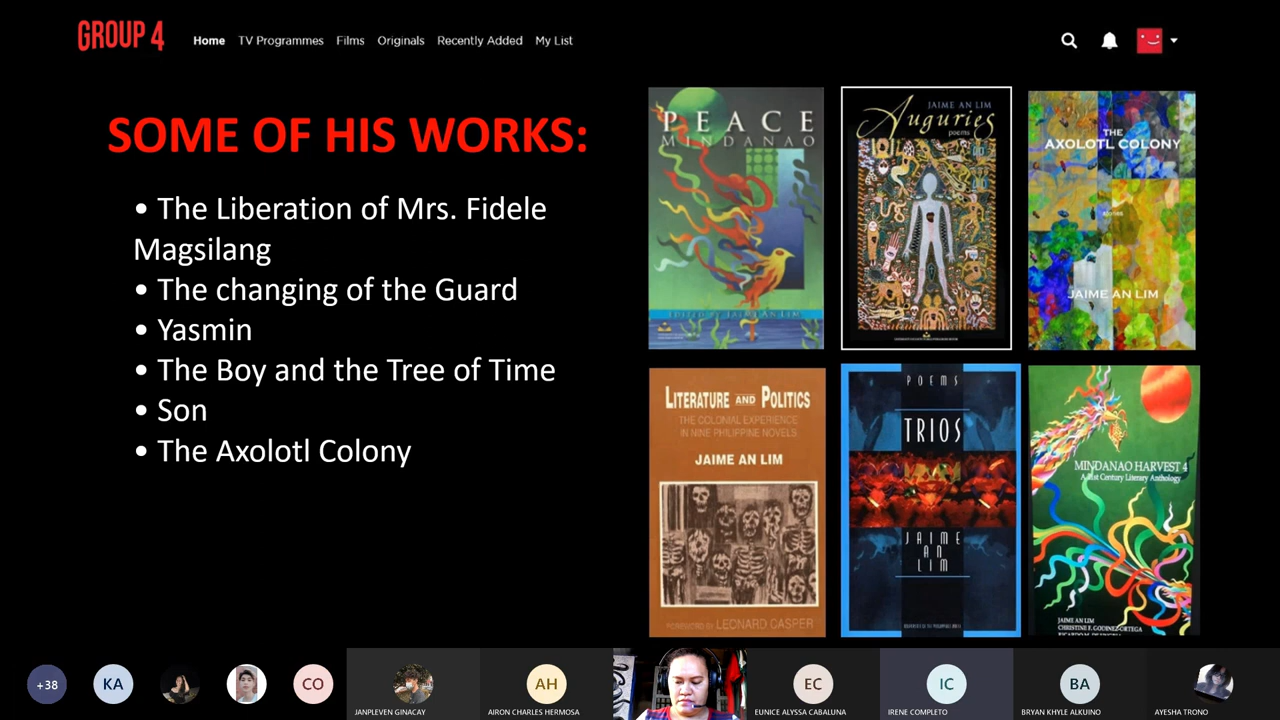 GROUP 4
Home TV Programmes Films Originals Recently Added My List
SOME OF HIS WORKS:
• The Liberation of Mrs. Fidele
Magsilang
• The changing of the Guard
• Yasmin
• The Boy and the Tree of Time
• Son
• The Axolotl Colony
PEACE
MINDANAO
EDITED BY JAIME AN LIM
JAIME AN LIM
Auguries
poems
THE
AXOLOTL COLONY
stories
JAIME AN LIM
LITERATURE AND POLITICS
THE COLONIAL EXPERIENCE
IN NINE PHILIPPINE NOVELS
JAIME AN LIM
FOREWORD BY LEONARD CASPER
POEMS
TRIOS
JAIME
AN
LIM
MINDANAO HARVEST 4
A 21st Century Literary Anthology
JAIME AN LIM
CHRISTINE F. GODINEZ-ORTEGA
+38
KA
CO
JANPLEVEN GINACAY
AH
AIRON CHARLES HERMOSA
EC
EUNICE ALYSSA CABALUNA
IC
IRENE COMPLETO
BA
BRYAN KHYLE ALKUINO
AYESHA TRONO